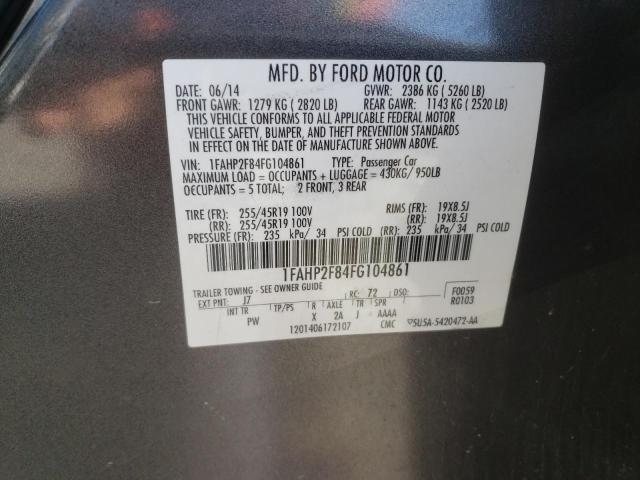 MFD. BY FORD MOTOR CO.
DATE: 06/14 GVWR: 2386 KG ( 5260 LB)
FRONT GAWR: 1279 KG ( 2820 LB) REAR GAWR: 1143 KG ( 2520 LB)
THIS VEHICLE CONFORMS TO ALL APPLICABLE FEDERAL MOTOR
VEHICLE SAFETY, BUMPER, AND THEFT PREVENTION STANDARDS
IN EFFECT ON THE DATE OF MANUFACTURE SHOWN ABOVE.
VIN: 1FAHP2F84FG104861 TYPE: Passenger Car
MAXIMUM LOAD = OCCUPANTS + LUGGAGE = 430KG/ 950LB
OCCUPANTS = 5 TOTAL; 2 FRONT, 3 REAR
TIRE (FR): 255/45R19 100V RIMS (FR): 19X8.5J
(RR): 255/45R19 100V (RR): 19X8.5J
PRESSURE (FR): 235 kPa/ 34 PSI COLD (RR): 235 kPa/ 34 PSI COLD
1FAHP2F84FG104861
TRAILER TOWING - SEE OWNER GUIDE RC: 72 DSO: F0059
EXT PNT: J7 R0103
INT TR TP/PS R AXLE TR SPR
PW X 2A J AAAA
1201406172107 CMC 5U5A-5420472-AA